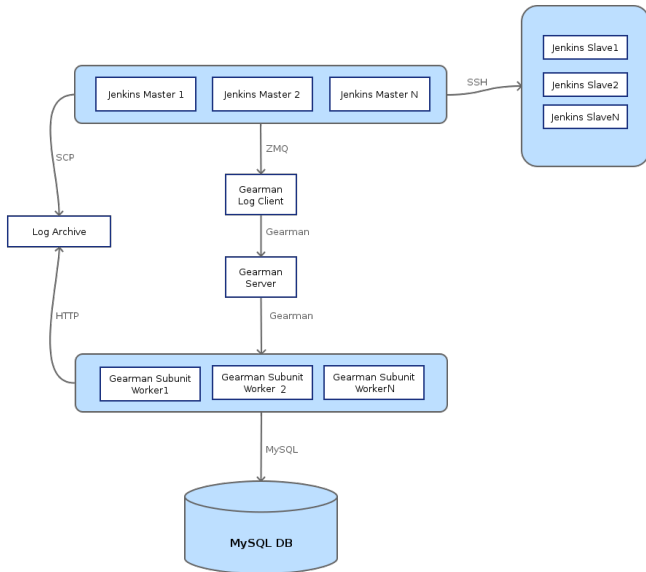 Jenkins Slave1
Jenkins Slave2
Jenkins SlaveN
SSH
Jenkins Master 1
Jenkins Master 2
Jenkins Master N
SCP
ZMQ
Gearman
Log Client
Log Archive
Gearman
Gearman
Server
HTTP
Gearman
Gearman Subunit
Worker1
Gearman Subunit
Worker 2
Gearman Subunit
WorkerN
MySQL
MySQL DB